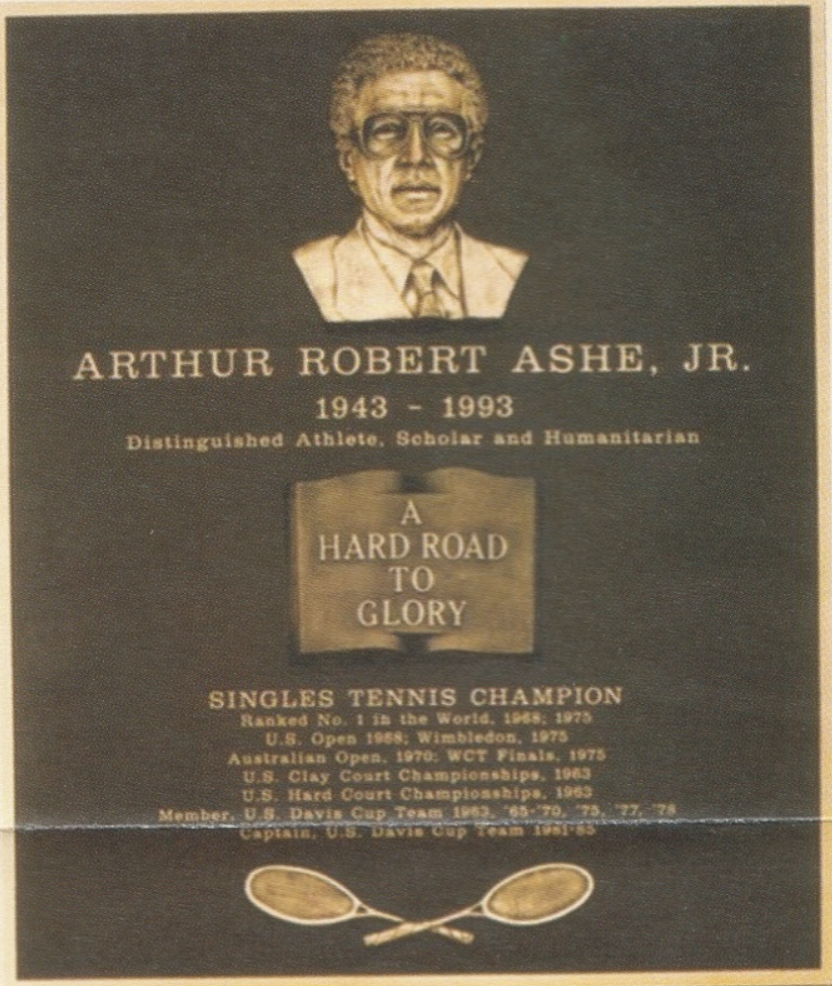 ARTHUR ROBERT ASHE, JR.
1943 - 1993
Distinguished Athlete, Scholar and Humanitarian
A
HARD ROAD
TO
GLORY
SINGLES TENNIS CHAMPION
Ranked No. 1 in the World, 1968; 1975
U.S. Open 1968; Wimbledon, 1975
Australian Open, 1970; WCT Finals, 1975
U.S. Clay Court Championships, 1963
U.S. Hard Court Championships, 1963
Member, U.S. Davis Cup Team 1963, '65-'70, '75, '77, '78
Captain, U.S. Davis Cup Team 1981-85